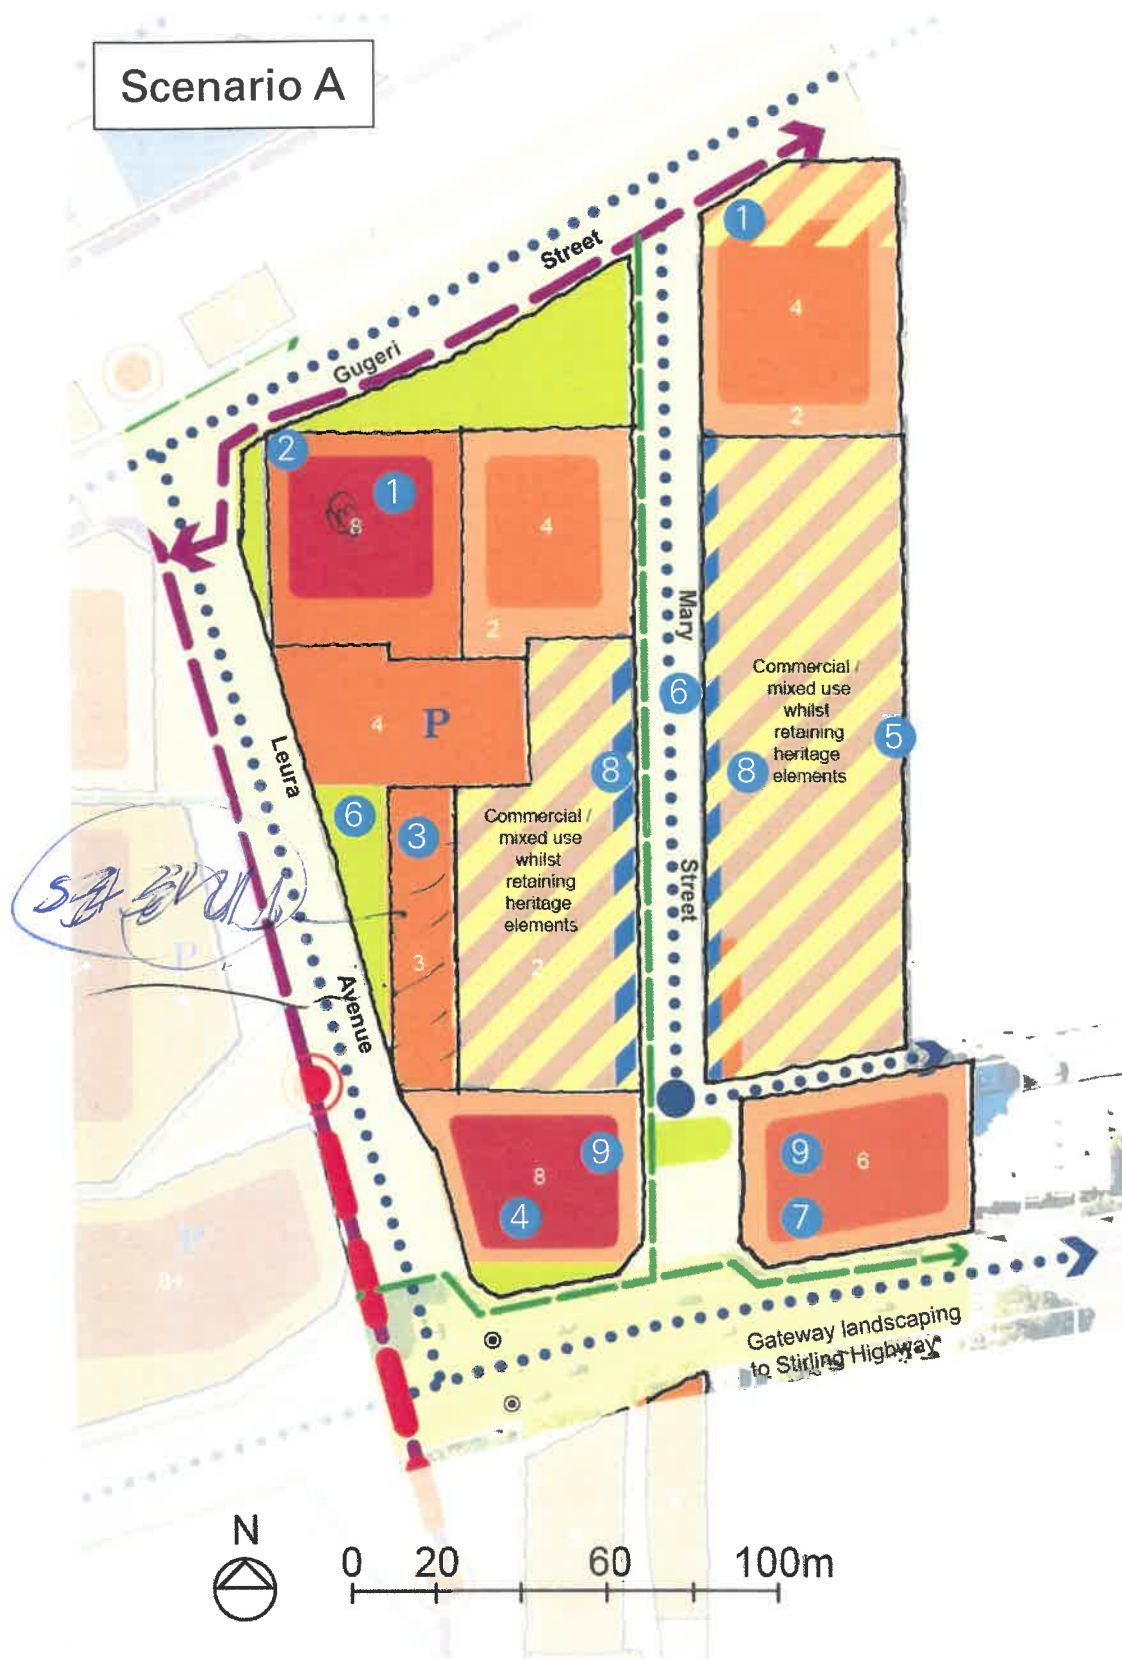 Scenario A
Gugeri
Street
1
4
2
2
1
8
4
2
Mary
2
4
P
Leura
6
3
6
8
8
5
Commercial /
mixed use
whilst
retaining
heritage
elements
Commercial /
mixed use
whilst
retaining
heritage
elements
2
Street
3
Avenue
P
9
8
4
9
6
7
P
8+
Gateway landscaping
to Stirling Highway
N
0 20 60 100m